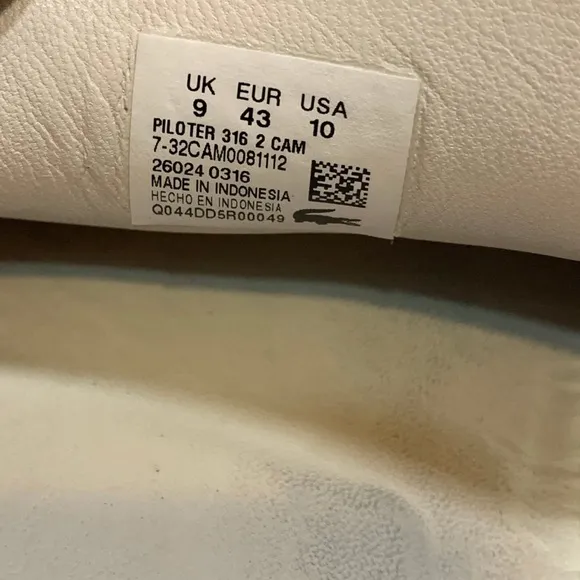 UK EUR USA
9 43 10
PILOTER 316 2 CAM
7-32CAM0081112
26024 0316
MADE IN INDONESIA
HECHO EN INDONESIA
Q044DD5R00049